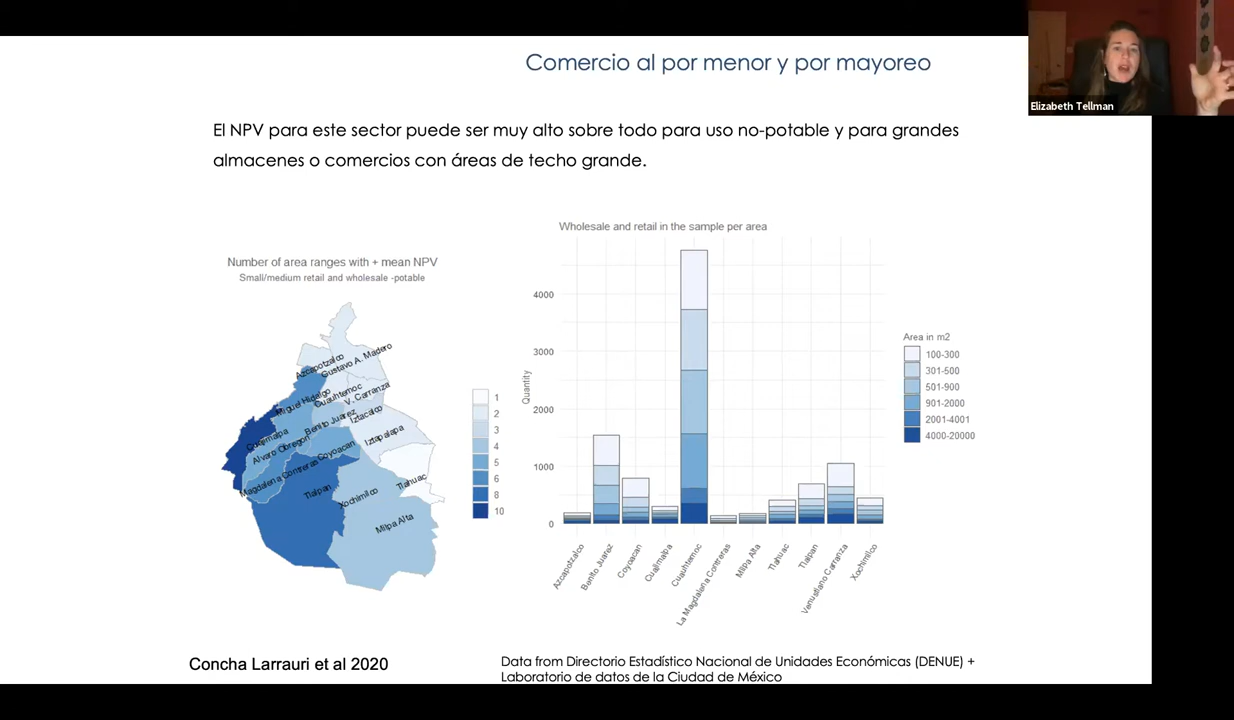 Comercio al por menor y por mayoreo
Elizabeth Tellman
El NPV para este sector puede ser muy alto sobre todo para uso no-potable y para grandes
almacenes o comercios con áreas de techo grande.
Number of area ranges with + mean NPV
Small/medium retail and wholesale -potable
Azcapotzalco
Gustavo A. Madero
Miguel Hidalgo
Cuauhtemoc
V. Carranza
Cuajimalpa
Alvaro Obregon
Benito Juarez
Iztacalco
Iztapalapa
Coyoacan
Magdalena Contreras
Tlalpan
Xochimilco
Tlahuac
Milpa Alta
1
2
3
4
5
6
8
10
Wholesale and retail in the sample per area
Quantity
4000
3000
2000
1000
0
Azcapotzalco
Benito Juarez
Coyoacan
Cuajimalpa
Cuauhtemoc
La Magdalena Contreras
Milpa Alta
Tlahuac
Tlalpan
Venustiano Carranza
Xochimilco
Area in m2
100-300
301-500
501-900
901-2000
2001-4001
4000-20000
Concha Larrauri et al 2020
Data from Directorio Estadístico Nacional de Unidades Económicas (DENUE) +
Laboratorio de datos de la Ciudad de México